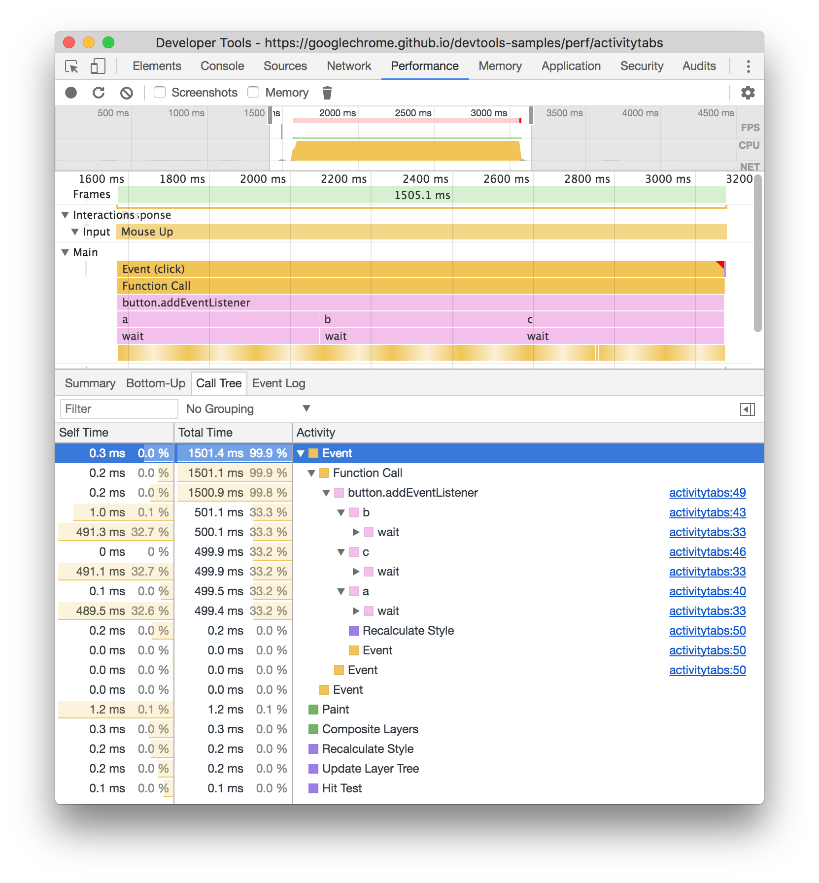 Developer Tools - https://googlechrome.github.io/devtools-samples/perf/activitytabs
Elements Console Sources Network Performance Memory Application Security Audits
Screenshots Memory
500 ms 1000 ms 1500 ms 2000 ms 2500 ms 3000 ms 3500 ms 4000 ms 4500 ms
FPS
CPU
NET
1600 ms 1800 ms 2000 ms 2200 ms 2400 ms 2600 ms 2800 ms 3000 ms 3200
Frames 1505.1 ms
Interactions ponse
Input Mouse Up
Main
Event (click)
Function Call
button.addEventListener
a b c
wait wait wait
Summary Bottom-Up Call Tree Event Log
Filter No Grouping
Self Time Total Time Activity
0.3 ms 0.0 % 1501.4 ms 99.9 % Event
0.2 ms 0.0 % 1501.1 ms 99.9 % Function Call
0.2 ms 0.0 % 1500.9 ms 99.8 % button.addEventListener activitytabs:49
1.0 ms 0.1 % 501.1 ms 33.3 % b activitytabs:43
491.3 ms 32.7 % 500.1 ms 33.3 % wait activitytabs:33
0 ms 0 % 499.9 ms 33.2 % c activitytabs:46
491.1 ms 32.7 % 499.9 ms 33.2 % wait activitytabs:33
0.1 ms 0.0 % 499.5 ms 33.2 % a activitytabs:40
489.5 ms 32.6 % 499.4 ms 33.2 % wait activitytabs:33
0.2 ms 0.0 % 0.2 ms 0.0 % Recalculate Style activitytabs:50
0.0 ms 0.0 % 0.0 ms 0.0 % Event activitytabs:50
0.0 ms 0.0 % 0.0 ms 0.0 % Event activitytabs:50
0.0 ms 0.0 % 0.0 ms 0.0 % Event
1.2 ms 0.1 % 1.2 ms 0.1 % Paint
0.3 ms 0.0 % 0.3 ms 0.0 % Composite Layers
0.2 ms 0.0 % 0.2 ms 0.0 % Recalculate Style
0.2 ms 0.0 % 0.2 ms 0.0 % Update Layer Tree
0.1 ms 0.0 % 0.1 ms 0.0 % Hit Test